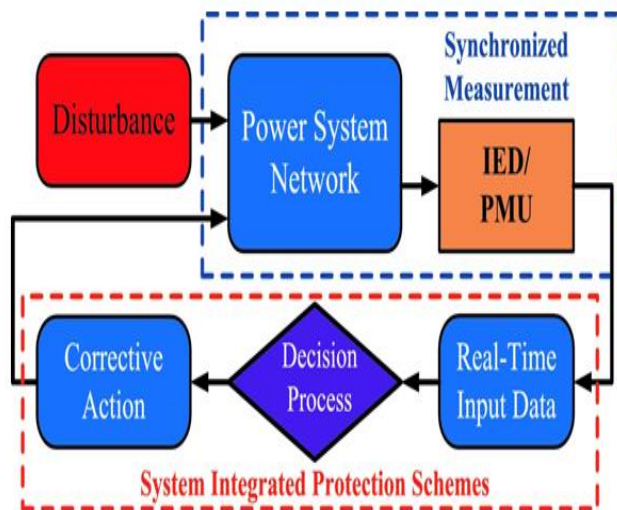 Synchronized
Measurement
Disturbance
Power System
Network
IED/
PMU
Corrective
Action
Decision
Process
Real-Time
Input Data
System Integrated Protection Schemes